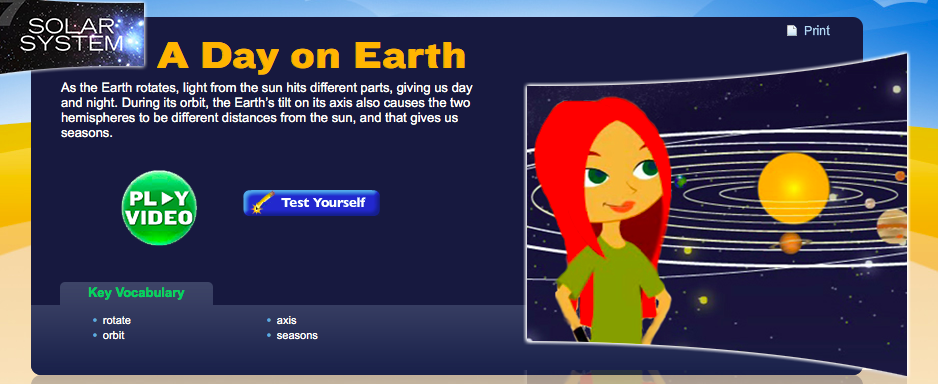 SOLAR
SYSTEM
Print
A Day on Earth
As the Earth rotates, light from the sun hits different parts, giving us day
and night. During its orbit, the Earth's tilt on its axis also causes the two
hemispheres to be different distances from the sun, and that gives us
seasons.
PLAY
VIDEO
Test Yourself
Key Vocabulary
• rotate
• orbit
• axis
• seasons